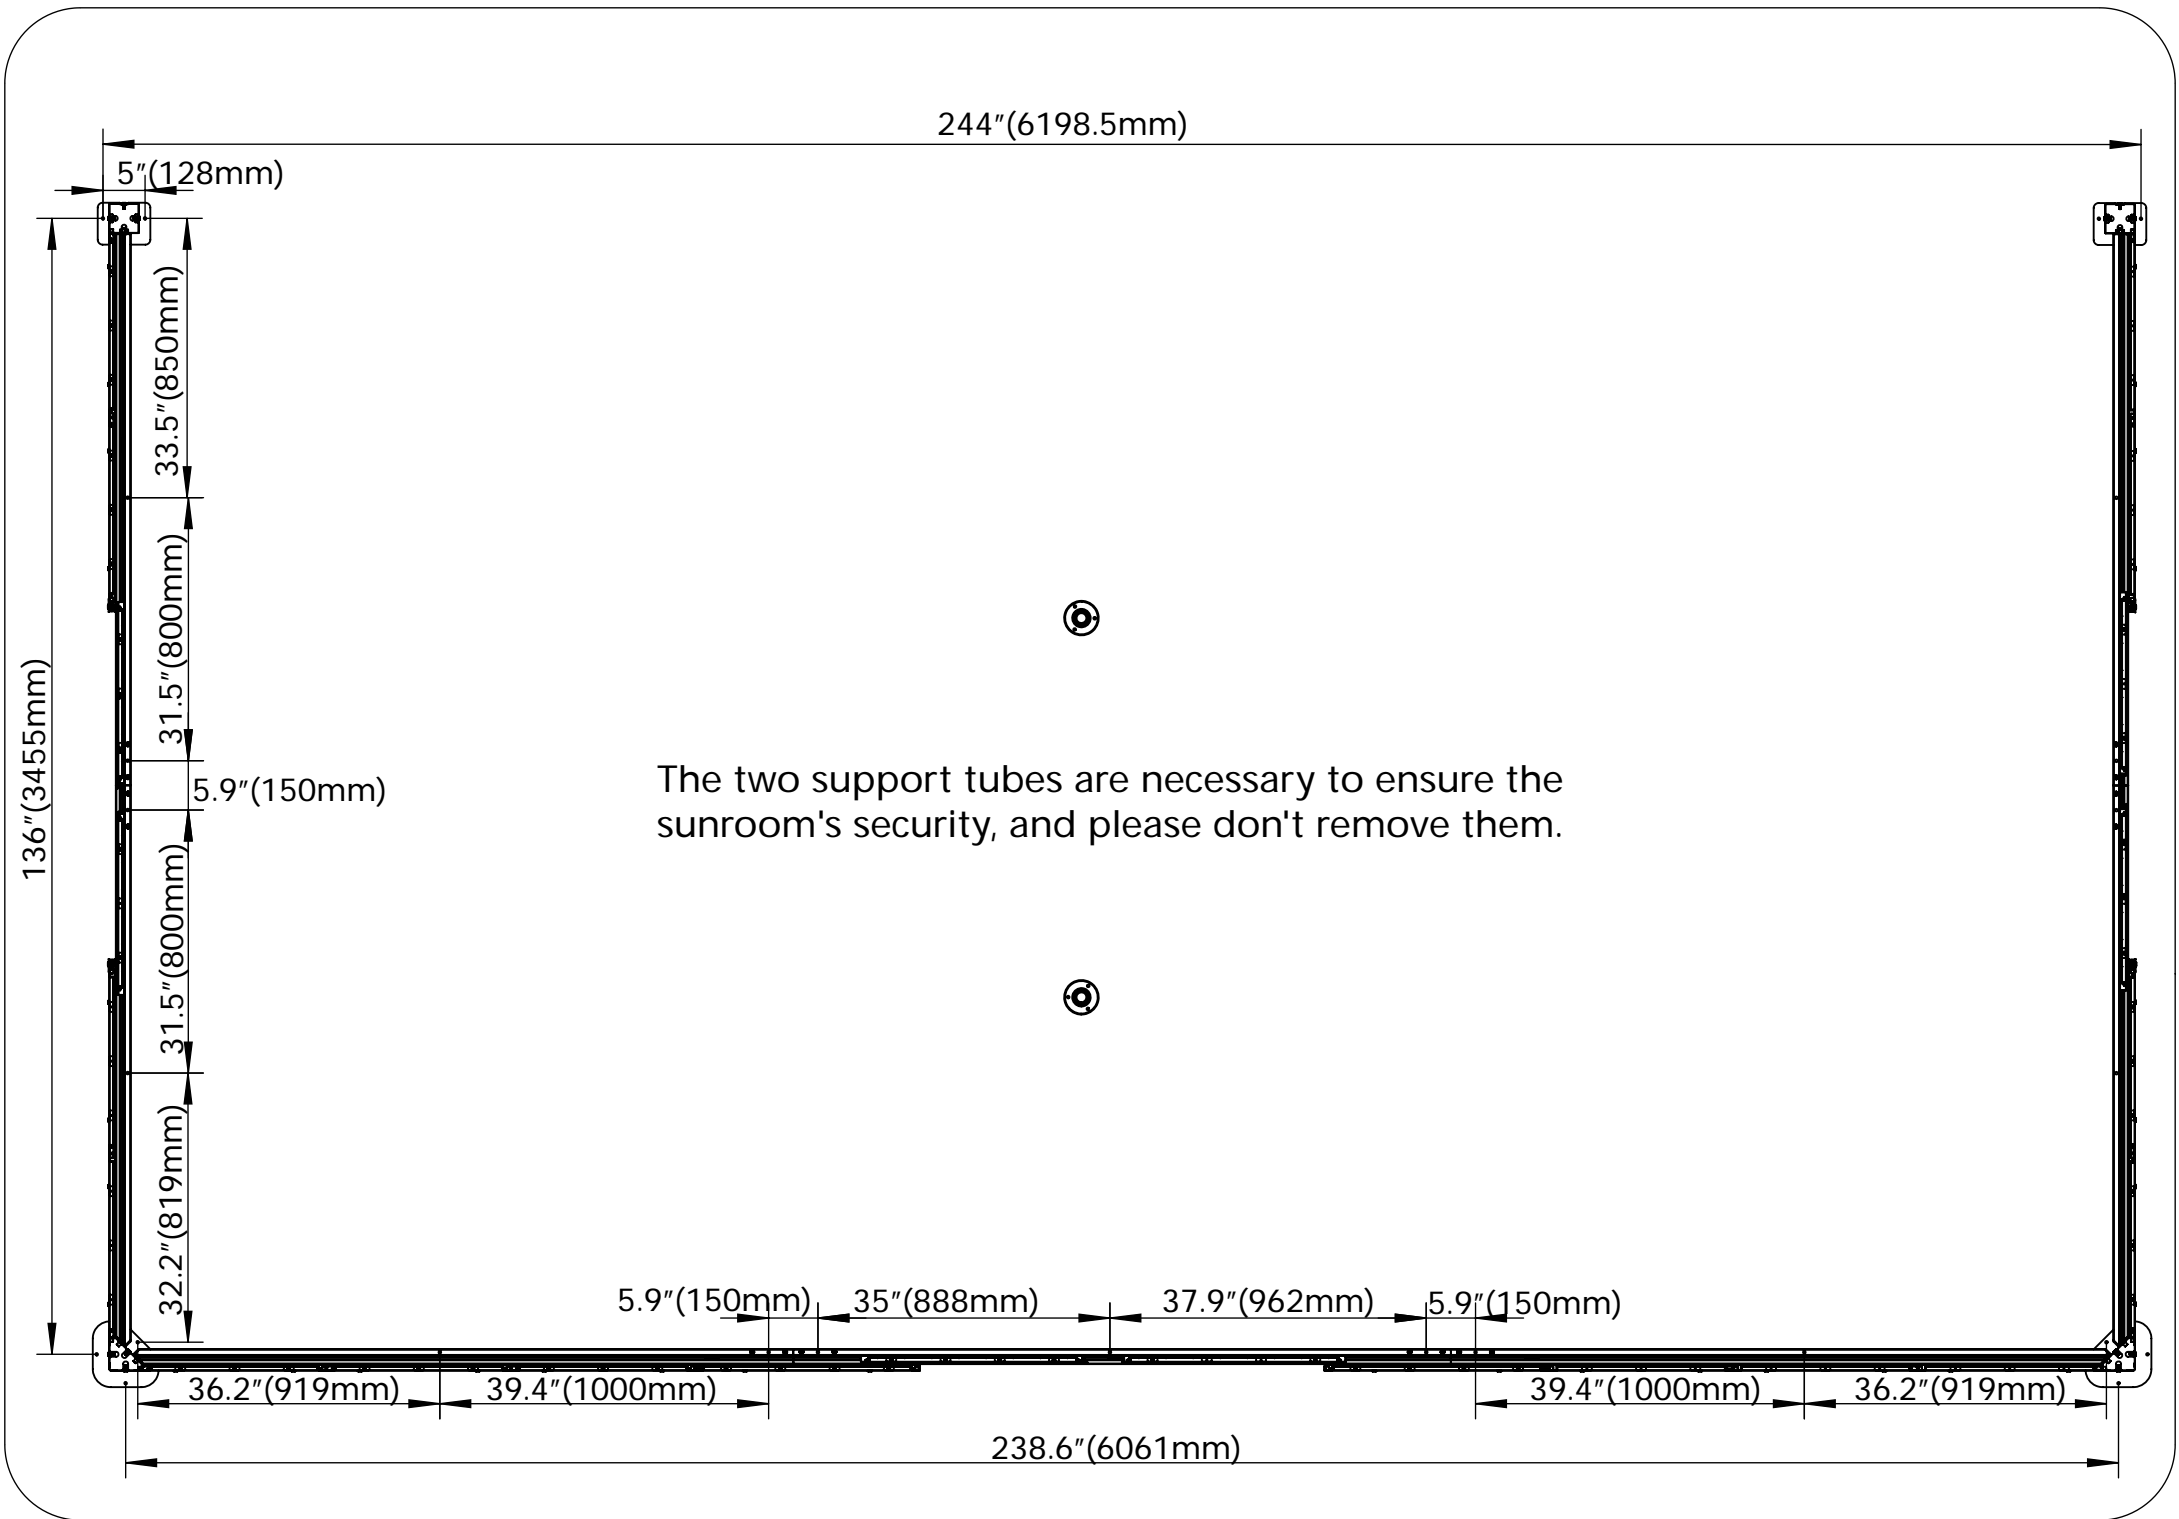 244"(6198.5mm)
5"(128mm)
33.5"(850mm)
31.5"(800mm)
136"(3455mm)
5.9"(150mm)
The two support tubes are necessary to ensure the
sunroom's security, and please don't remove them.
31.5"(800mm)
32.2"(819mm)
5.9"(150mm)
35"(888mm)
37.9"(962mm)
5.9"(150mm)
36.2"(919mm)
39.4"(1000mm)
39.4"(1000mm)
36.2"(919mm)
238.6"(6061mm)